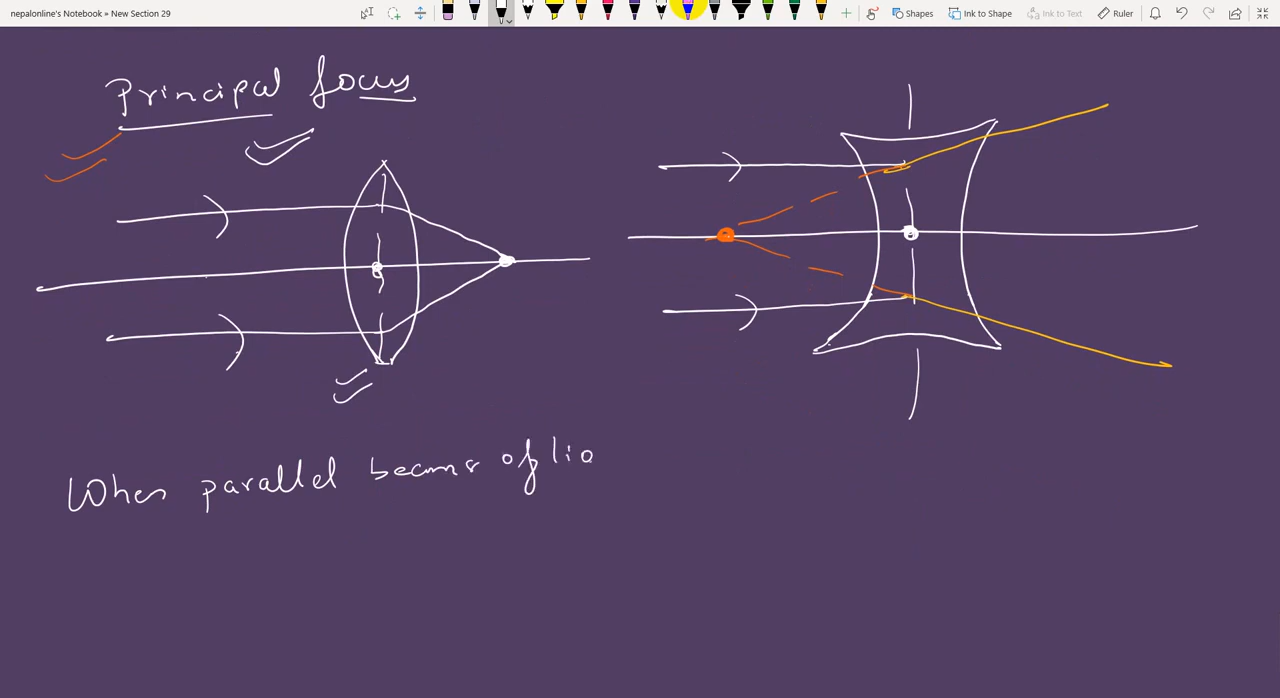 nepalonline's Notebook » New Section 29
Shapes
Ink to Shape
Ink to Text
Ruler
Principal focus
When parallel beams of lig